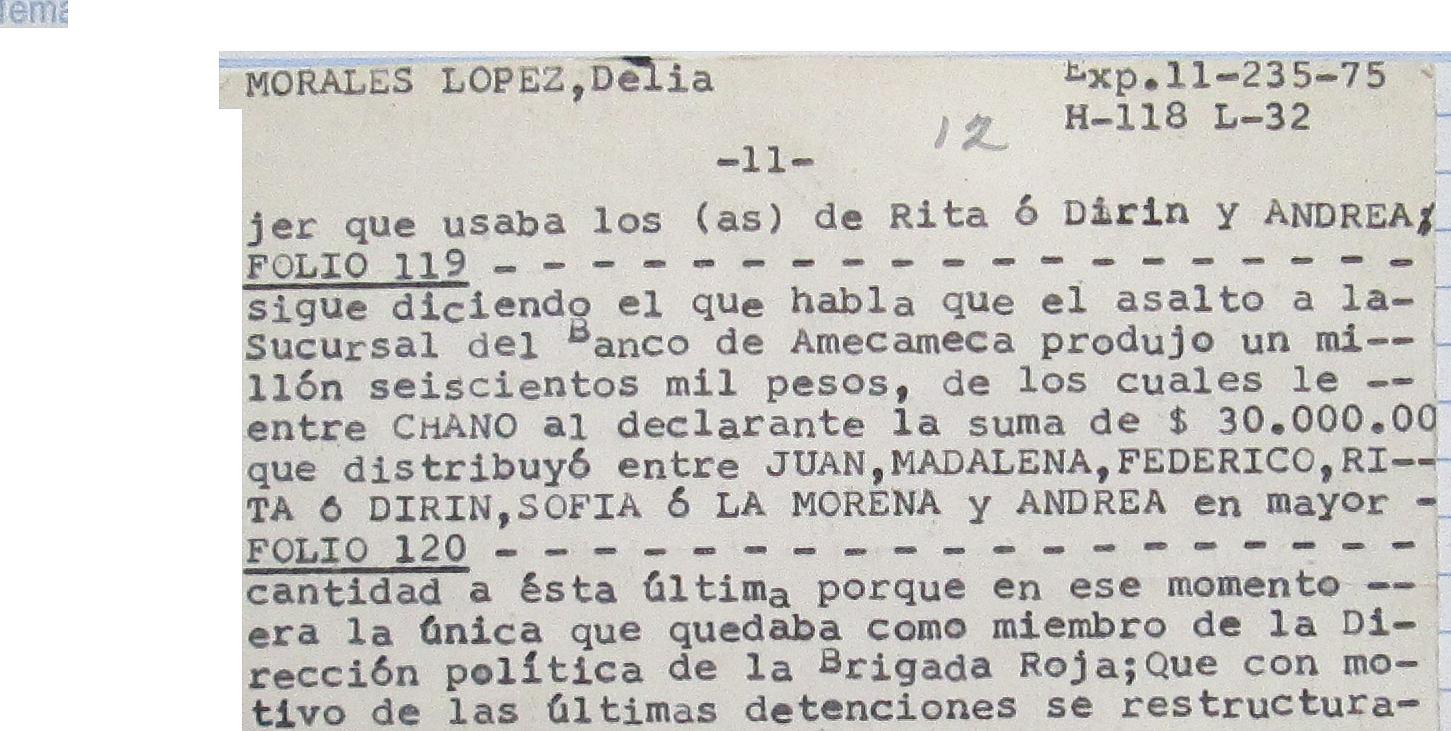 MORALES LOPEZ,Delia
Exp.11-235-75
H-118 L-32
12
-11-
jer que usaba los (as) de Rita ó Dirin y ANDREA;
FOLIO 119 - - - - - - - - - - - - - - - - - - -
sigue diciendo el que habla que el asalto a la-
Sucursal del Banco de Amecameca produjo un mi--
llón seiscientos mil pesos, de los cuales le --
entre CHANO al declarante la suma de $ 30.000.00
que distribuyó entre JUAN,MADALENA,FEDERICO,RI--
TA ó DIRIN,SOFIA ó LA MORENA y ANDREA en mayor -
FOLIO 120 - - - - - - - - - - - - - - - - - - -
cantidad a ésta última porque en ese momento --
era la única que quedaba como miembro de la Di-
rección política de la Brigada Roja;Que con mo-
tivo de las últimas detenciones se restructura-